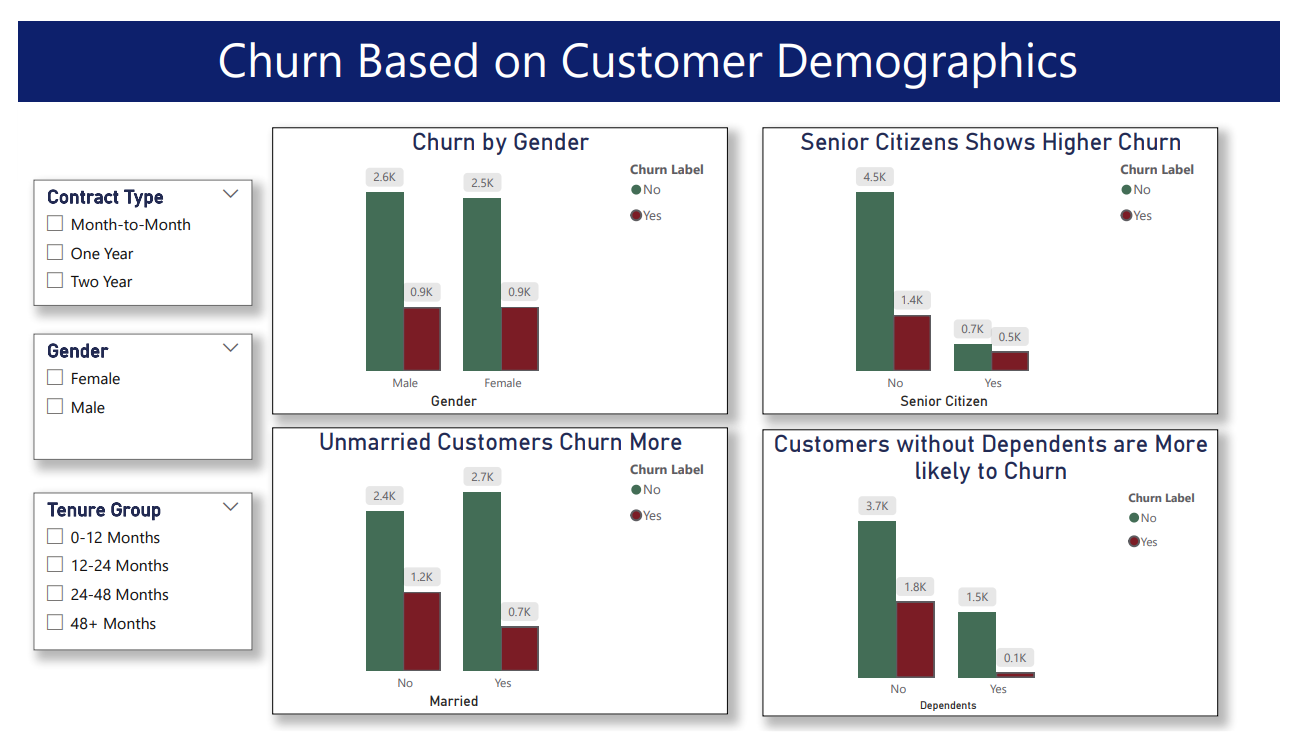 Churn Based on Customer Demographics
Contract Type
Month-to-Month
One Year
Two Year
Gender
Female
Male
Tenure Group
0-12 Months
12-24 Months
24-48 Months
48+ Months
Churn by Gender
Churn Label
No
Yes
2.6K
0.9K
2.5K
0.9K
Male
Female
Gender
Senior Citizens Shows Higher Churn
Churn Label
No
Yes
4.5K
1.4K
0.7K
0.5K
No
Yes
Senior Citizen
Unmarried Customers Churn More
Churn Label
No
Yes
2.4K
1.2K
2.7K
0.7K
No
Yes
Married
Customers without Dependents are More
likely to Churn
Churn Label
No
Yes
3.7K
1.8K
1.5K
0.1K
No
Yes
Dependents